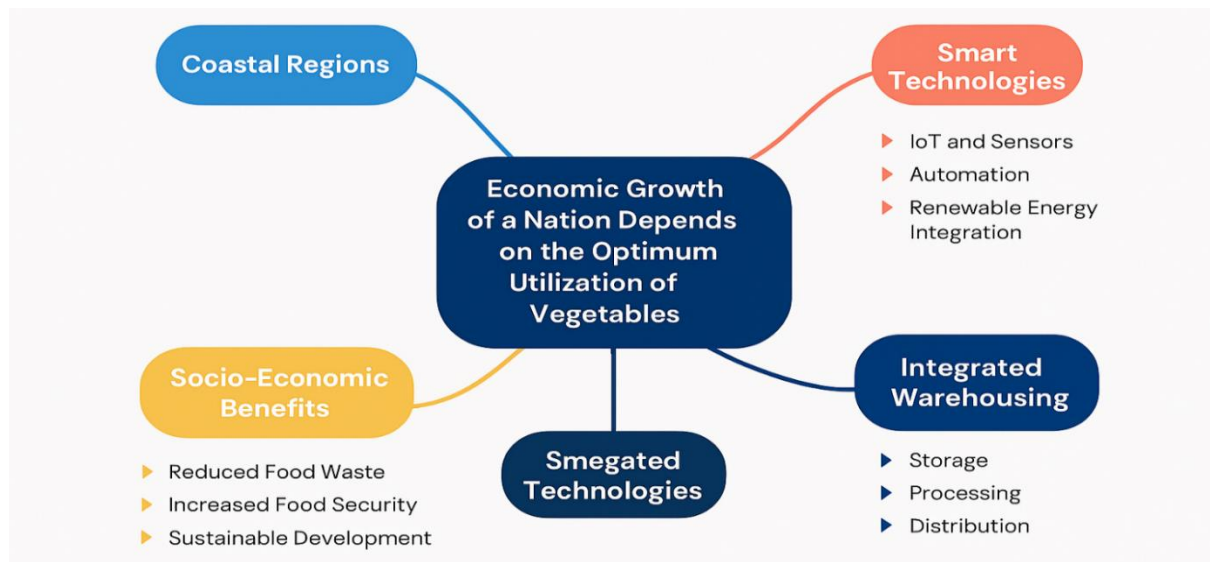 Coastal Regions
Smart
Technologies
IoT and Sensors
Automation
Renewable Energy
Integration
Economic Growth
of a Nation Depends
on the Optimum
Utilization of
Vegetables
Socio-Economic
Benefits
Reduced Food Waste
Increased Food Security
Sustainable Development
Smegated
Technologies
Integrated
Warehousing
Storage
Processing
Distribution